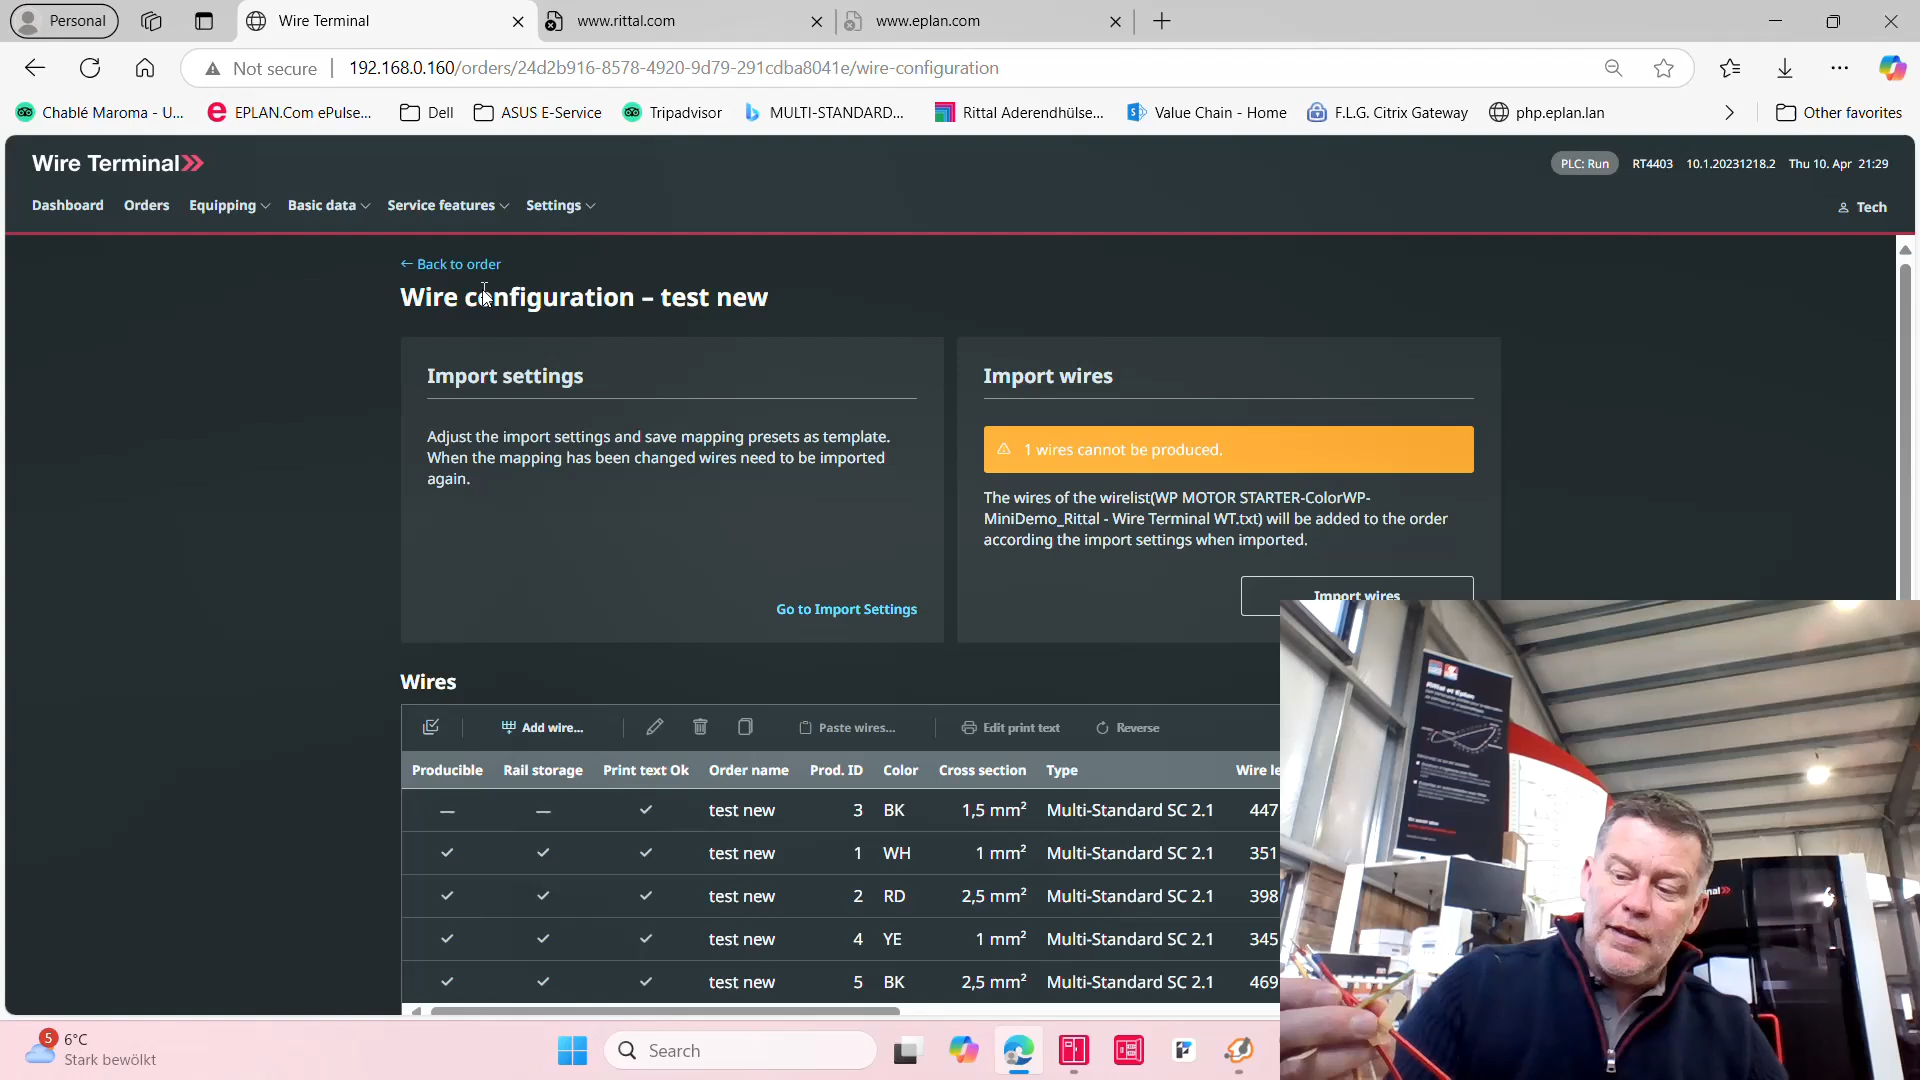 Personal
Wire Terminal
www.rittal.com
www.eplan.com
Not secure
192.168.0.160/orders/24d2b916-8578-4920-9d79-291cdba8041e/wire-configuration
Chablé Maroma - U...
EPLAN.Com ePulse...
Dell
ASUS E-Service
Tripadvisor
MULTI-STANDARD...
Rittal Aderendhülse...
Value Chain - Home
F.L.G. Citrix Gateway
php.eplan.lan
Other favorites
Wire Terminal
PLC: Run RT4403 10.1.20231218.2 Thu 10. Apr 21:29
Dashboard Orders Equipping Basic data Service features Settings
Tech
← Back to order
Wire configuration – test new
Import settings
Adjust the import settings and save mapping presets as template.
When the mapping has been changed wires need to be imported
again.
Go to Import Settings
Import wires
1 wires cannot be produced.
The wires of the wirelist(WP MOTOR STARTER-ColorWP-
MiniDemo_Rittal - Wire Terminal WT.txt) will be added to the order
according the import settings when imported.
Import wires
Wires
Add wire... Paste wires... Edit print text Reverse
Producible Rail storage Print text Ok Order name Prod. ID Color Cross section Type Wire le
— — ✓ test new 3 BK 1,5 mm² Multi-Standard SC 2.1 447
✓ ✓ ✓ test new 1 WH 1 mm² Multi-Standard SC 2.1 351
✓ ✓ ✓ test new 2 RD 2,5 mm² Multi-Standard SC 2.1 398
✓ ✓ ✓ test new 4 YE 1 mm² Multi-Standard SC 2.1 345
✓ ✓ ✓ test new 5 BK 2,5 mm² Multi-Standard SC 2.1 469
Rittal et Eplan
nal
5
6°C
Stark bewölkt
Search